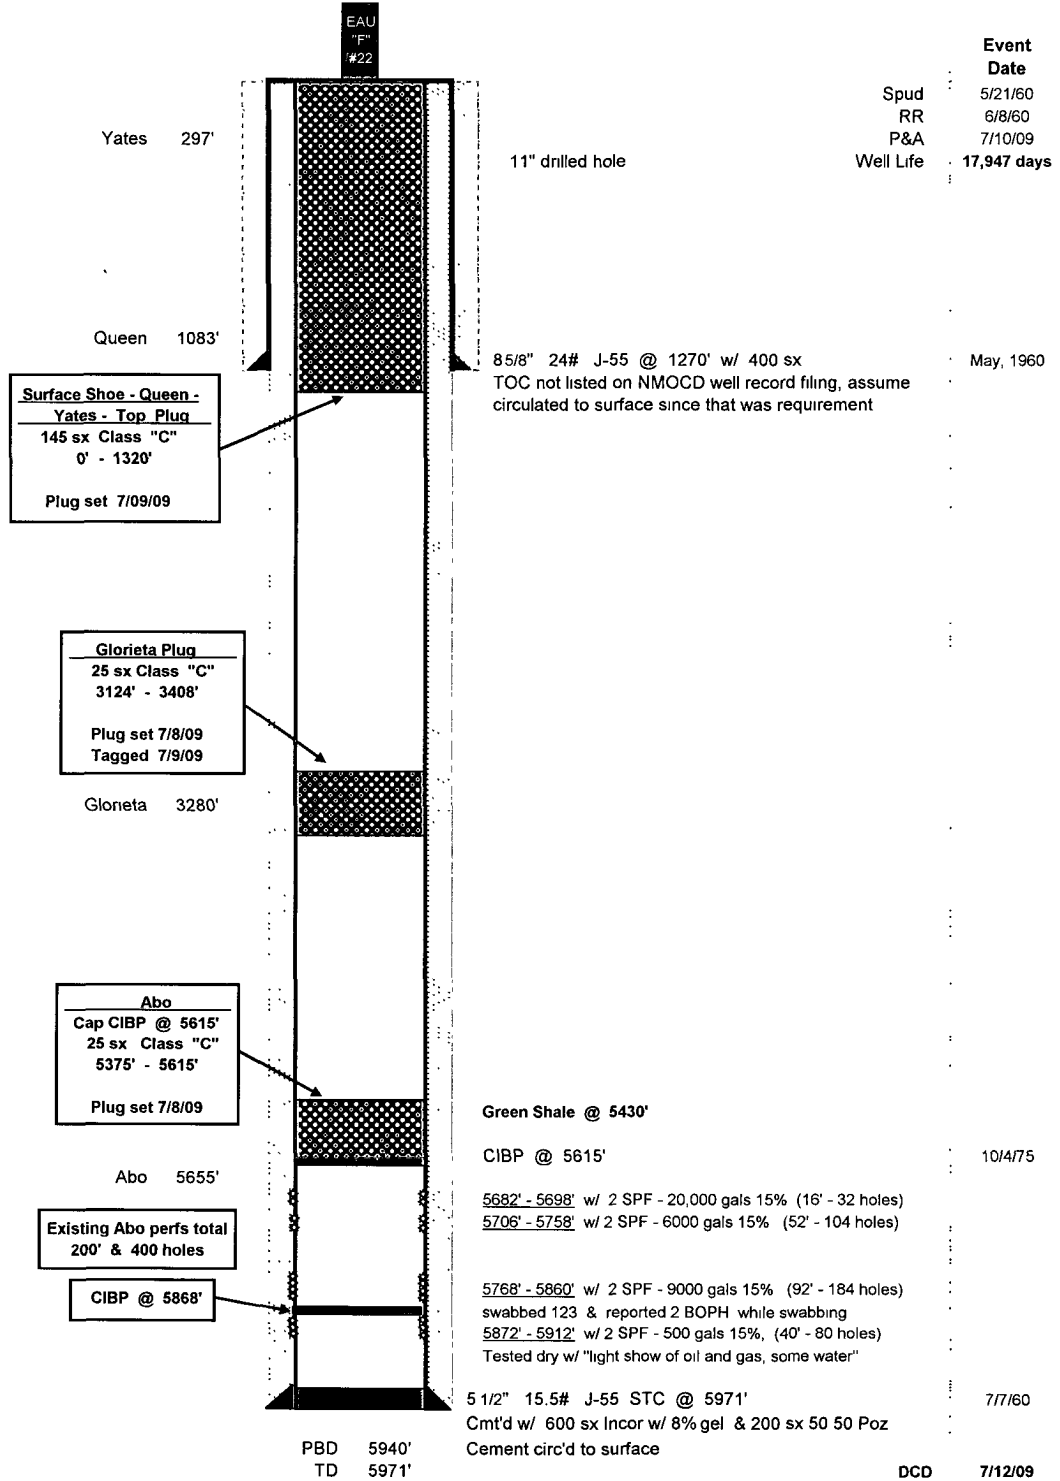 EAU
"F"
#22
Event
Date
Spud 5/21/60
RR 6/8/60
P&A 7/10/09
Well Life 17,947 days
Yates 297'
11" drilled hole
Queen 1083'
8 5/8" 24# J-55 @ 1270' w/ 400 sx May, 1960
TOC not listed on NMOCD well record filing, assume
circulated to surface since that was requirement
Surface Shoe - Queen -
Yates - Top Plug
145 sx Class "C"
0' - 1320'
Plug set 7/09/09
Glorieta Plug
25 sx Class "C"
3124' - 3408'
Plug set 7/8/09
Tagged 7/9/09
Glorieta 3280'
Abo
Cap CIBP @ 5615'
25 sx Class "C"
5375' - 5615'
Plug set 7/8/09
Green Shale @ 5430'
CIBP @ 5615' 10/4/75
Abo 5655'
5682' - 5698' w/ 2 SPF - 20,000 gals 15% (16' - 32 holes)
5706' - 5758' w/ 2 SPF - 6000 gals 15% (52' - 104 holes)
Existing Abo perfs total
200' & 400 holes
CIBP @ 5868'
5768' - 5860' w/ 2 SPF - 9000 gals 15% (92' - 184 holes)
swabbed 123 & reported 2 BOPH while swabbing
5872' - 5912' w/ 2 SPF - 500 gals 15%, (40' - 80 holes)
Tested dry w/ "light show of oil and gas, some water"
5 1/2" 15.5# J-55 STC @ 5971' 7/7/60
Cmt'd w/ 600 sx Incor w/ 8% gel & 200 sx 50 50 Poz
Cement circ'd to surface
PBD 5940'
TD 5971'
DCD 7/12/09